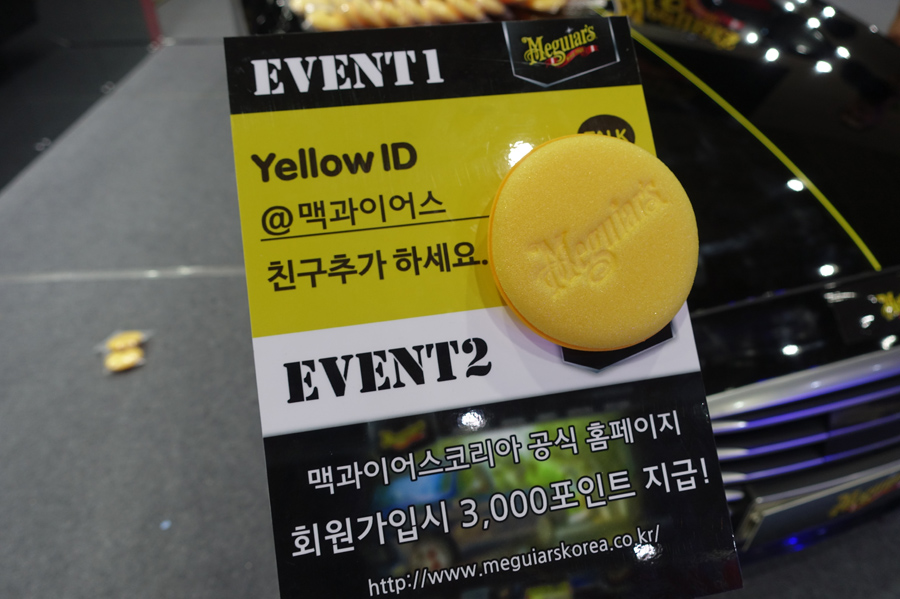 EVENT1
Meguiar's
Yellow ID
TALK
@맥과이어스
친구추가 하세요.
Meguiar's
EVENT2
맥과이어스코리아 공식 홈페이지
회원가입시 3,000포인트 지급!
http://www.meguiarskorea.co.kr/